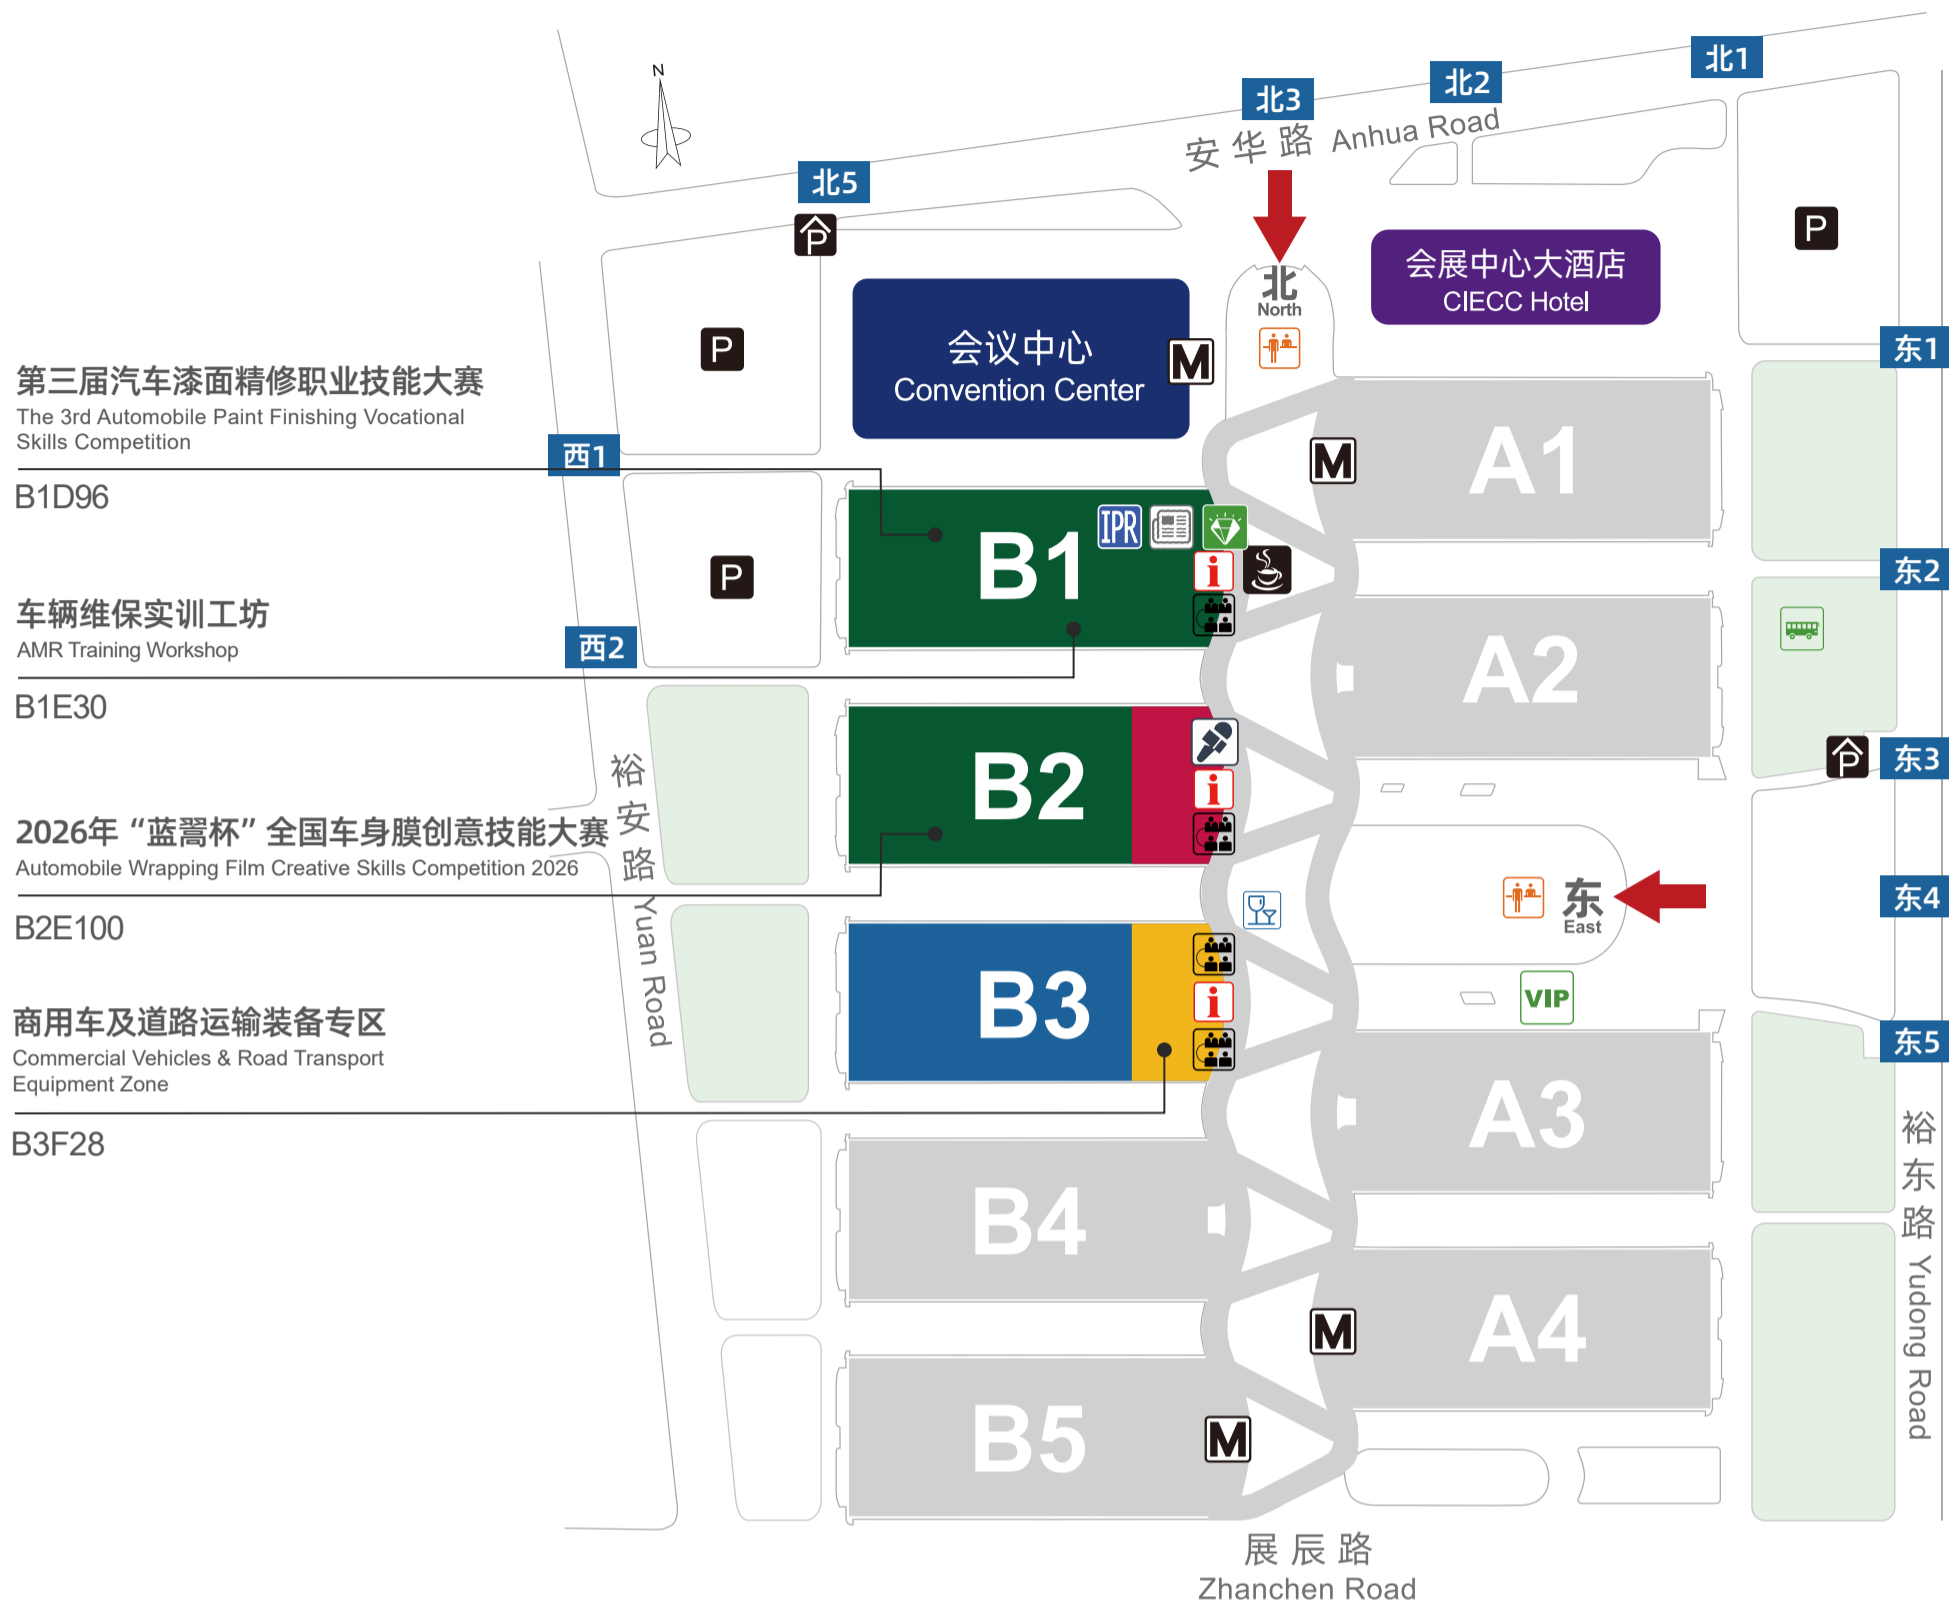 N
北1
北2
北3
安华路 Anhua Road
北5
P
P
会展中心大酒店
CIECC Hotel
北
North
会议中心
Convention Center
M
P
东1
第三届汽车漆面精修职业技能大赛
The 3rd Automobile Paint Finishing Vocational
Skills Competition
西1
B1D96
M
A1
B1
IPR
i
P
东2
车辆维保实训工坊
AMR Training Workshop
西2
B1E30
A2
B2
i
P
东3
裕安路 Yuan Road
2026年“蓝翯杯”全国车身膜创意技能大赛
Automobile Wrapping Film Creative Skills Competition 2026
B2E100
东
East
东4
B3
i
VIP
商用车及道路运输装备专区
Commercial Vehicles & Road Transport
Equipment Zone
B3F28
东5
A3
裕东路 Yudong Road
B4
M
A4
B5
M
展辰路
Zhanchen Road